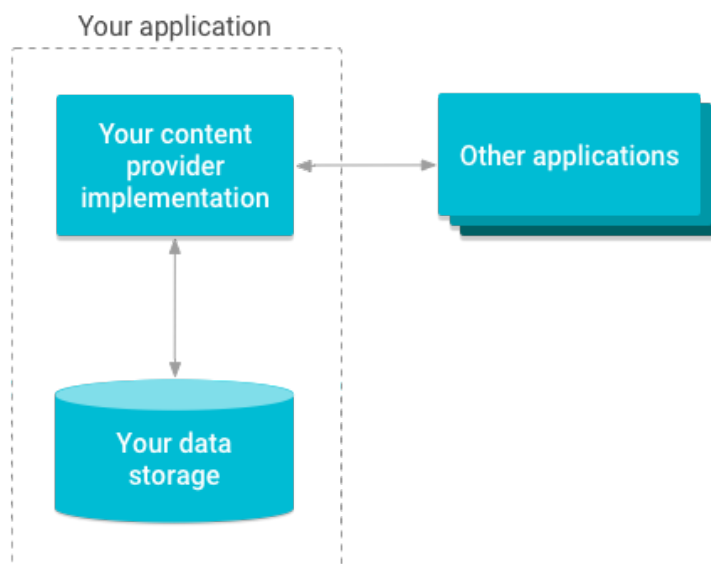 Your application
Your content
provider
implementation
Other applications
Your data
storage